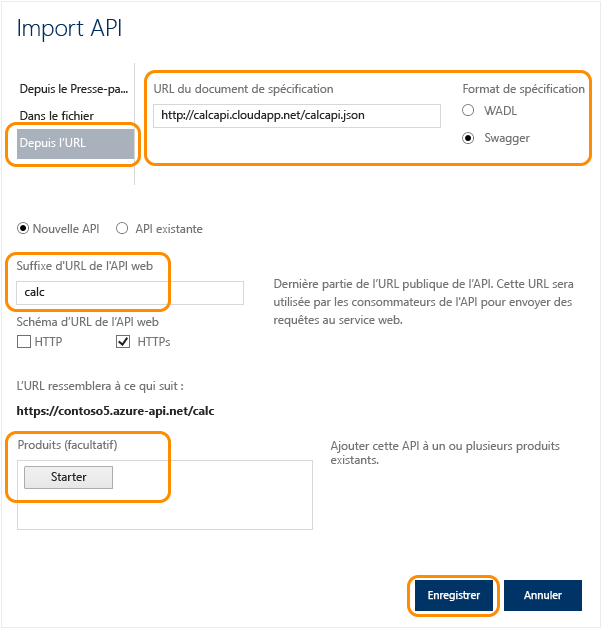 Import API
Depuis le Presse-pa...
Dans le fichier
Depuis l'URL
URL du document de spécification
http://calcapi.cloudapp.net/calcapi.json
Format de spécification
WADL
Swagger
Nouvelle API
API existante
Suffixe d'URL de l'API web
calc
Dernière partie de l'URL publique de l'API. Cette URL sera
utilisée par les consommateurs de l'API pour envoyer des
requêtes au service web.
Schéma d'URL de l'API web
HTTP
HTTPs
L'URL ressemblera à ce qui suit :
https://contoso5.azure-api.net/calc
Produits (facultatif)
Starter
Ajouter cette API à un ou plusieurs produits
existants.
Enregistrer
Annuler